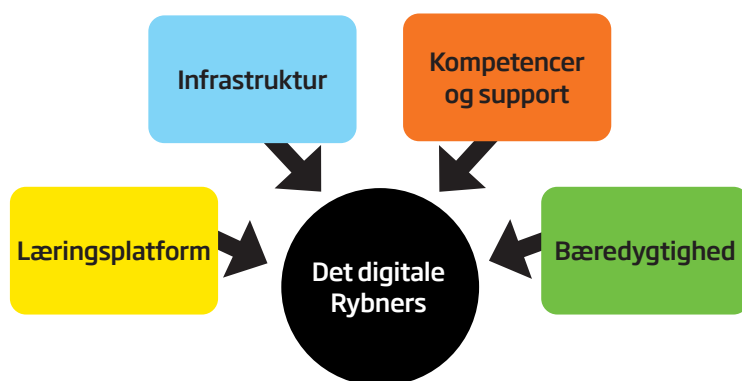 Infrastruktur
Kompetencer
og support
Læringsplatform
Det digitale
Rybners
Bæredygtighed